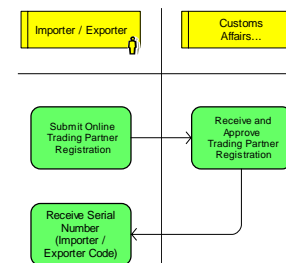 Importer / Exporter
Customs
Affairs...
Submit Online
Trading Partner
Registration
Receive and
Approve
Trading Partner
Registration
Receive Serial
Number
(Importer /
Exporter Code)